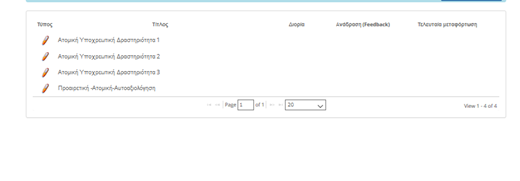 Τύπος Τίτλος Διορία Ανάδραση (Feedback) Τελευταία μεταφόρτωση
Ατομική Υποχρεωτική Δραστηριότητα 1
Ατομική Υποχρεωτική Δραστηριότητα 2
Ατομική Υποχρεωτική Δραστηριότητα 3
Προαιρετική -Ατομική-Αυτοαξιολόγηση
Page 1 of 1 20 View 1 - 4 of 4